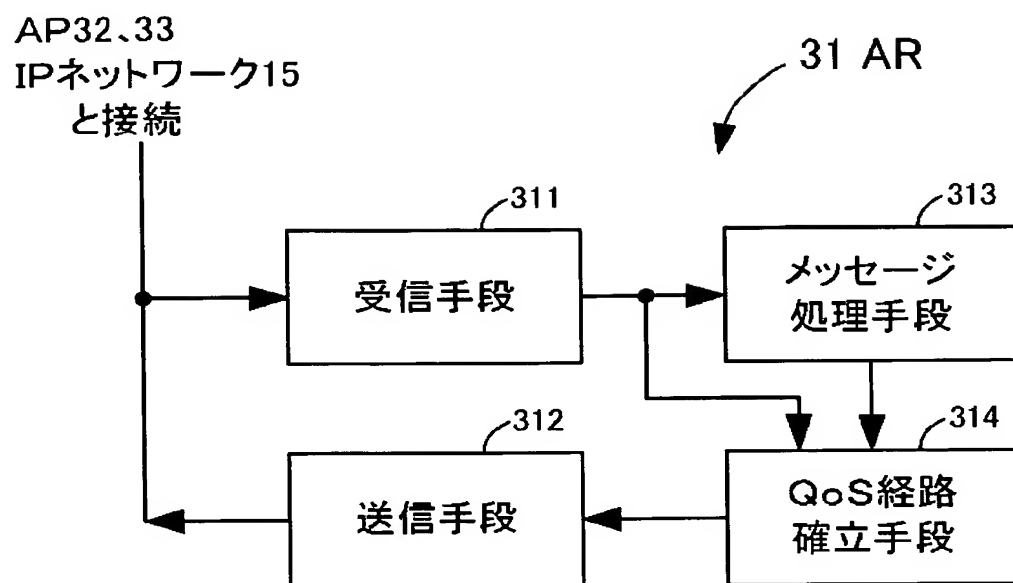 AP32、33
IPネットワーク15
と接続
31 AR
311
受信手段
313
メッセージ
処理手段
312
送信手段
314
QoS経路
確立手段